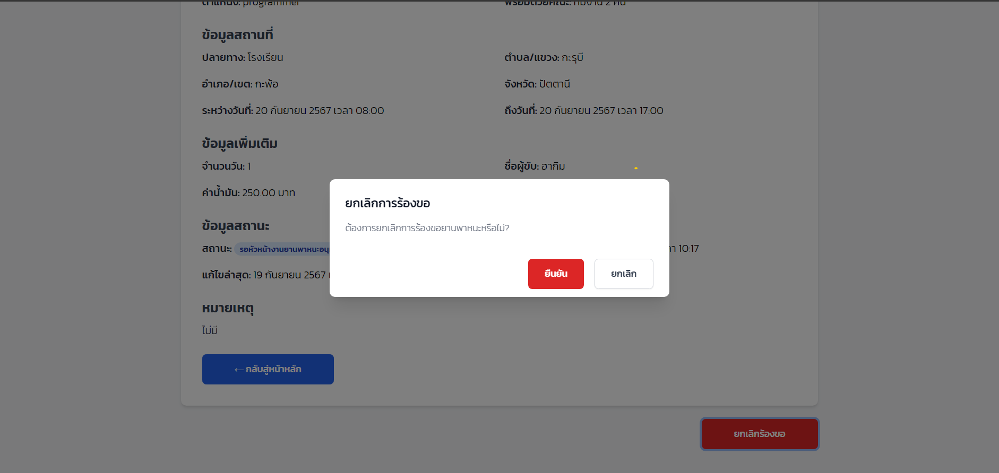 ตำแหน่ง: programmer
พร้อมด้วยคณะ: ทีมงาน 2 คน
ข้อมูลสถานที่
ปลายทาง: โรงเรียน
ตำบล/แขวง: กะรุบี
อำเภอ/เขต: กะพ้อ
จังหวัด: ปัตตานี
ระหว่างวันที่: 20 กันยายน 2567 เวลา 08:00
ถึงวันที่: 20 กันยายน 2567 เวลา 17:00
ข้อมูลเพิ่มเติม
จำนวนวัน: 1
ชื่อผู้ขับ: ฮากิม
ค่าน้ำมัน: 250.00 บาท
ยกเลิกการร้องขอ
ต้องการยกเลิกการร้องขอยานพาหนะหรือไม่?
ยืนยัน
ยกเลิก
ข้อมูลสถานะ
สถานะ: รอหัวหน้างานยานพาหนะอนุ
10:17
แก้ไขล่าสุด: 19 กันยายน 2567
หมายเหตุ
ไม่มี
← กลับสู่หน้าหลัก
ยกเลิกร้องขอ